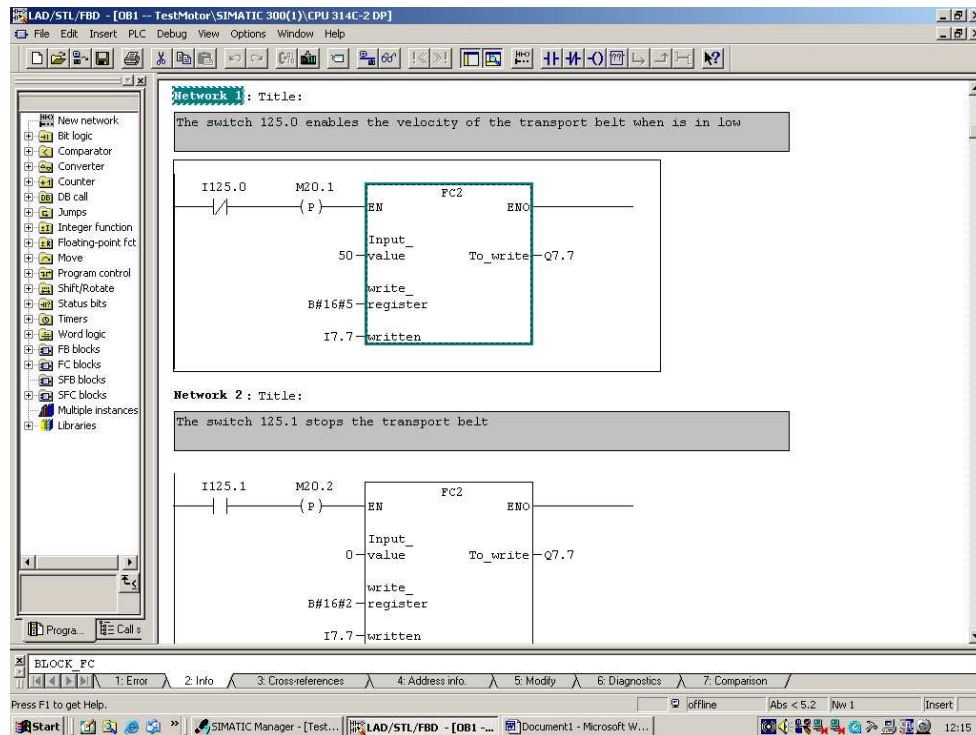 LAD/STL/FBD - [OB1 -- TestMotor\SIMATIC 300(1)\CPU 314C-2 DP]
File Edit Insert PLC Debug View Options Window Help
New network
Bit logic
Comparator
Converter
Counter
DB call
Jumps
Integer function
Floating-point fct
Move
Program control
Shift/Rotate
Status bits
Timers
Word logic
FB blocks
FC blocks
SFB blocks
SFC blocks
Multiple instances
Libraries
Progra...
Call s
Network 1: Title:
The switch 125.0 enables the velocity of the transport belt when is in low
I125.0 M20.1 FC2
P EN ENO
Input_
50 value To_write Q7.7
write_
B#16#5 register
I7.7 written
Network 2: Title:
The switch 125.1 stops the transport belt
I125.1 M20.2 FC2
P EN ENO
Input_
0 value To_write Q7.7
write_
B#16#2 register
I7.7 written
BLOCK_FC
1: Error 2: Info 3: Cross-references 4: Address info. 5: Modify 6: Diagnostics 7: Comparison
Press F1 to get Help. offline Abs < 5.2 Nw 1 Insert
Start SIMATIC Manager - [Test... LAD/STL/FBD - [OB1 -... Document1 - Microsoft W... 12:15